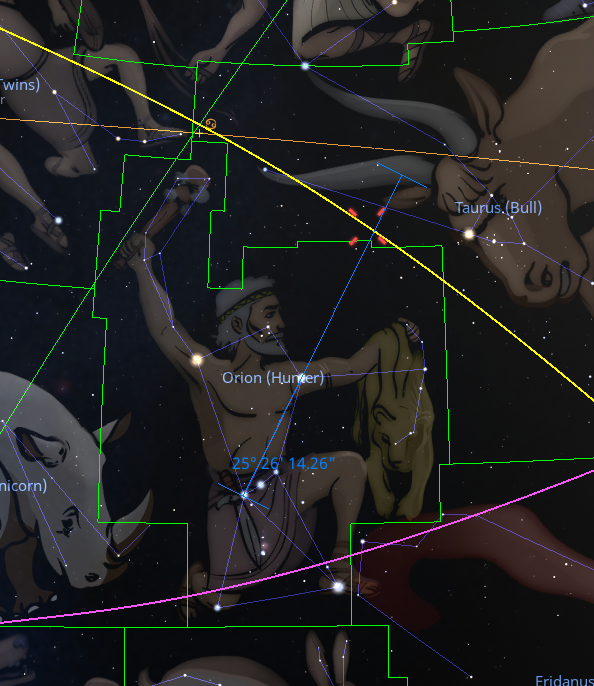 wins)
r
Taurus (Bull)
Orion (Hunter)
25° 26' 14.26"
nicorn)
Eridanus